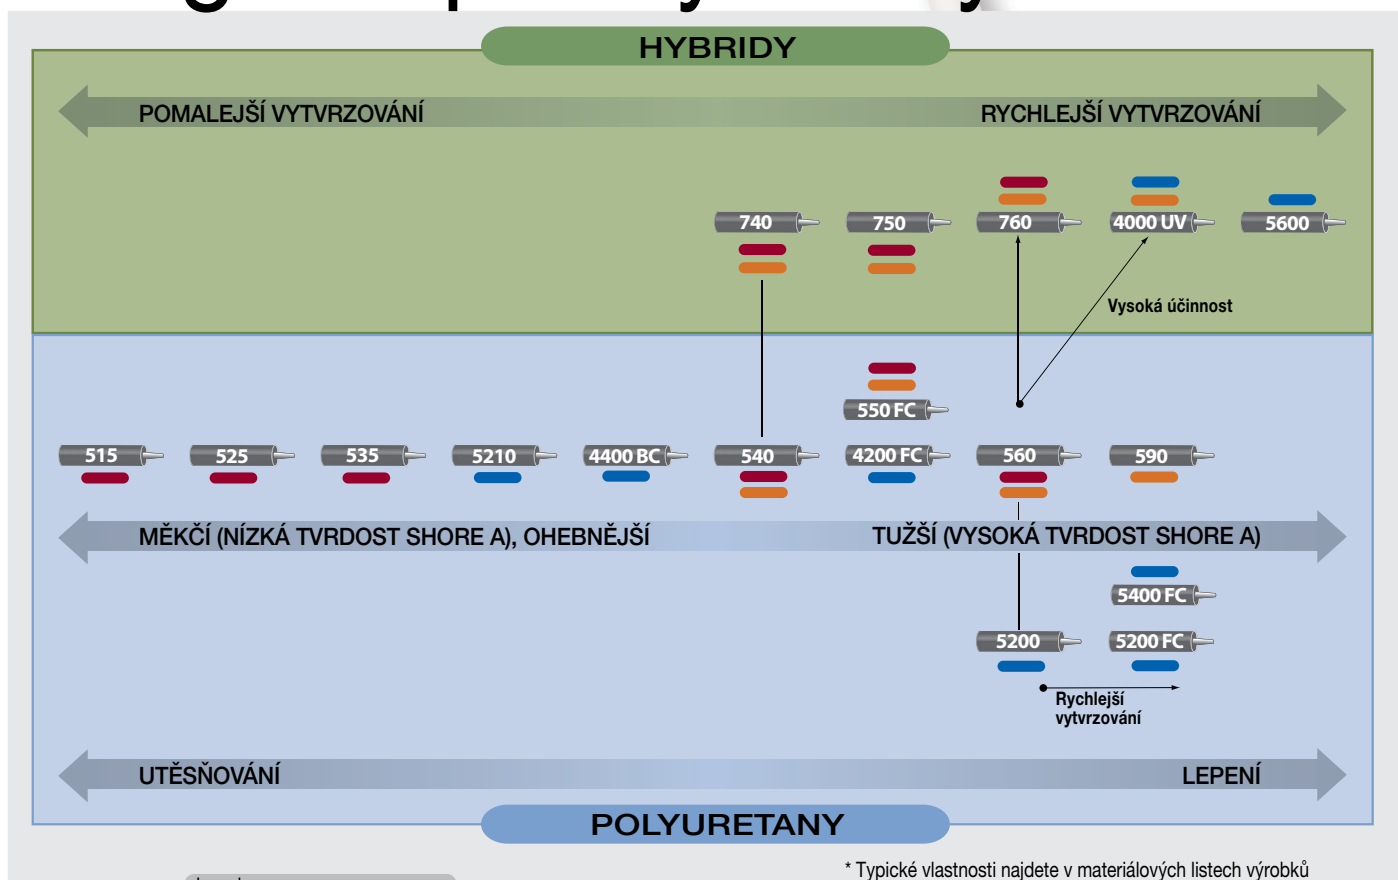 HYBRIDY
POMALEJŠÍ VYTVRZOVÁNÍ
RYCHLEJŠÍ VYTVRZOVÁNÍ
740
750
760
4000 UV
5600
Vysoká účinnost
550 FC
515
525
535
5210
4400 BC
540
4200 FC
560
590
MĚKČÍ (NÍZKÁ TVRDOST SHORE A), OHEBNĚJŠÍ
TUŽŠÍ (VYSOKÁ TVRDOST SHORE A)
5400 FC
5200
5200 FC
Rychlejší
vytvrzování
UTĚSŇOVÁNÍ
LEPENÍ
POLYURETANY
* Typické vlastnosti najdete v materiálových listech výrobků